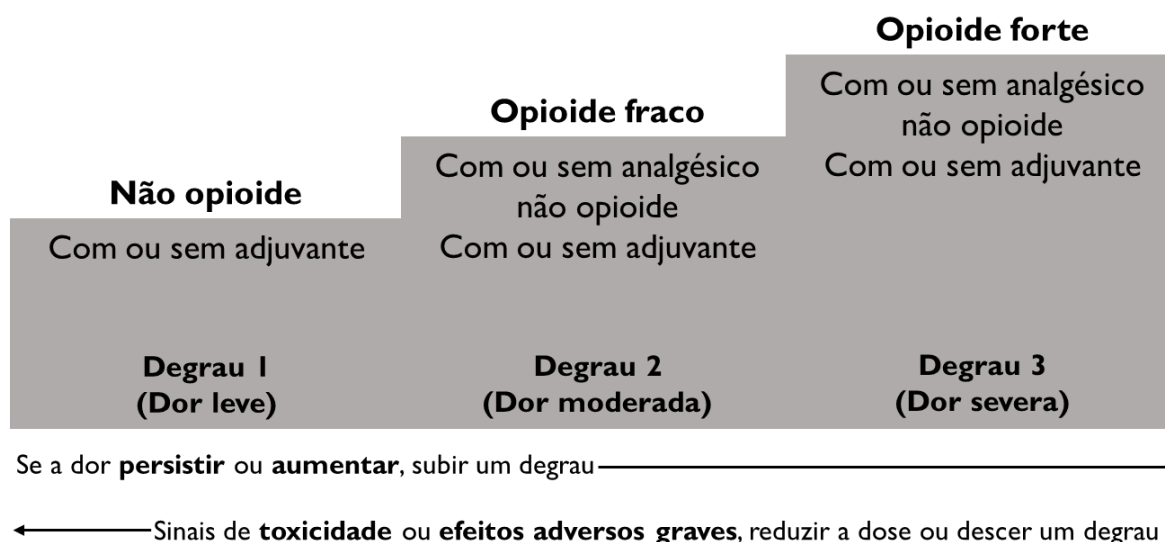 Não opioide
Com ou sem adjuvante
Degrau 1
(Dor leve)
Opioide fraco
Com ou sem analgésico
não opioide
Com ou sem adjuvante
Degrau 2
(Dor moderada)
Opioide forte
Com ou sem analgésico
não opioide
Com ou sem adjuvante
Degrau 3
(Dor severa)
Se a dor persistir ou aumentar, subir um degrau
Sinais de toxicidade ou efeitos adversos graves, reduzir a dose ou descer um degrau